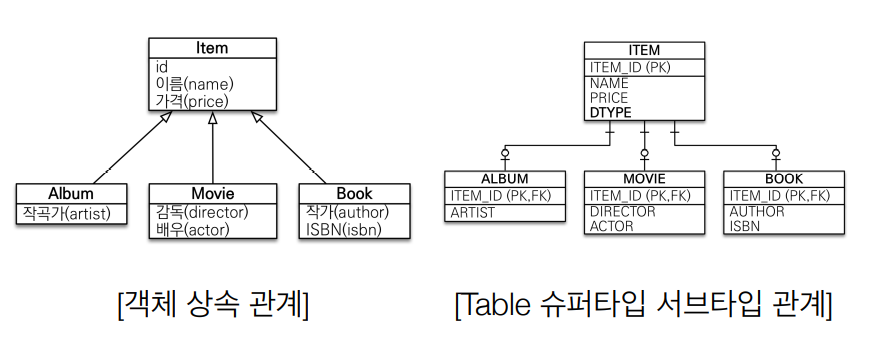 Item
id
이름(name)
가격(price)
Album
작곡가(artist)
Movie
감독(director)
배우(actor)
Book
작가(author)
ISBN(isbn)
[객체 상속 관계]
ITEM
ITEM_ID (PK)
NAME
PRICE
DTYPE
ALBUM
ITEM_ID (PK,FK)
ARTIST
MOVIE
ITEM_ID (PK,FK)
DIRECTOR
ACTOR
BOOK
ITEM_ID (PK,FK)
AUTHOR
ISBN
[Table 슈퍼타입 서브타입 관계]